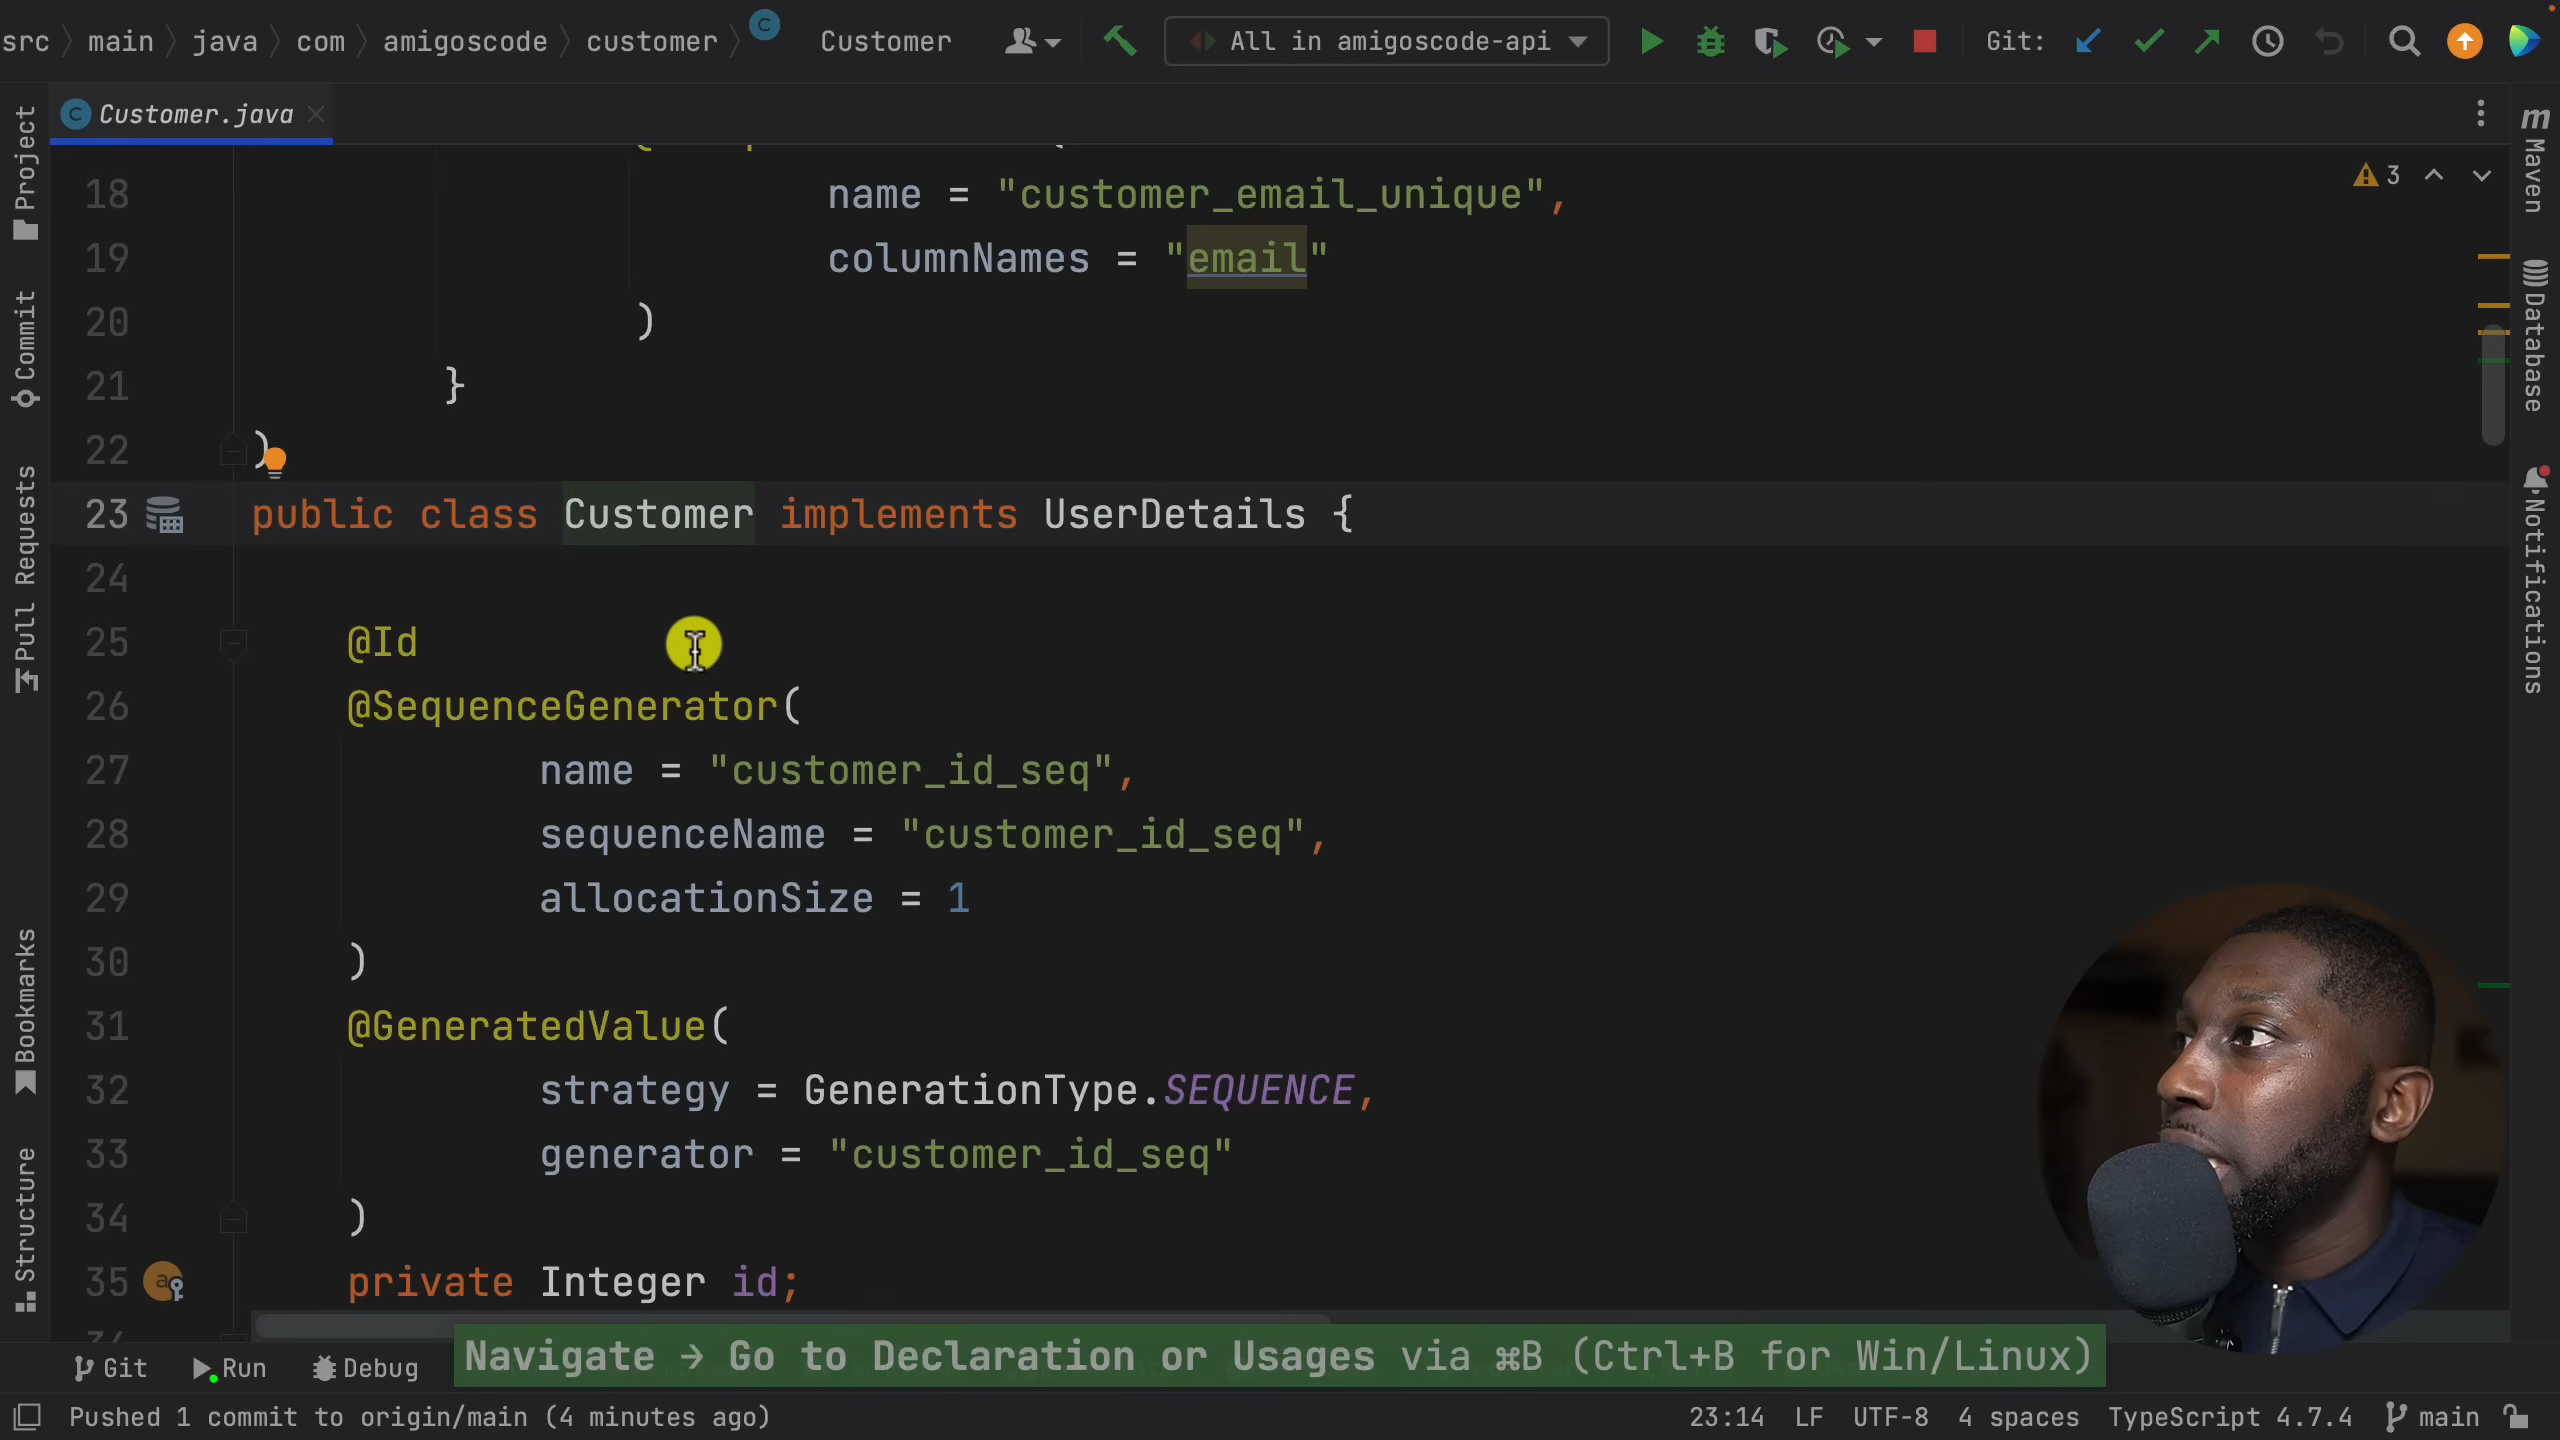 src > main > java > com > amigoscode > customer > Customer
All in amigoscode-api
Git:
Customer.java
3
18 name = "customer_email_unique",
19 columnNames = "email"
20 )
21 }
22 )
23 public class Customer implements UserDetails {
24
25 @Id
26 @SequenceGenerator(
27 name = "customer_id_seq",
28 sequenceName = "customer_id_seq",
29 allocationSize = 1
30 )
31 @GeneratedValue(
32 strategy = GenerationType.SEQUENCE,
33 generator = "customer_id_seq"
34 )
35 private Integer id;
Project
Commit
Pull Requests
Bookmarks
Structure
m Maven
Database
Notifications
Git
Run
Debug
Navigate → Go to Declaration or Usages via ⌘B (Ctrl+B for Win/Linux)
Pushed 1 commit to origin/main (4 minutes ago)
23:14 LF UTF-8 4 spaces TypeScript 4.7.4 main